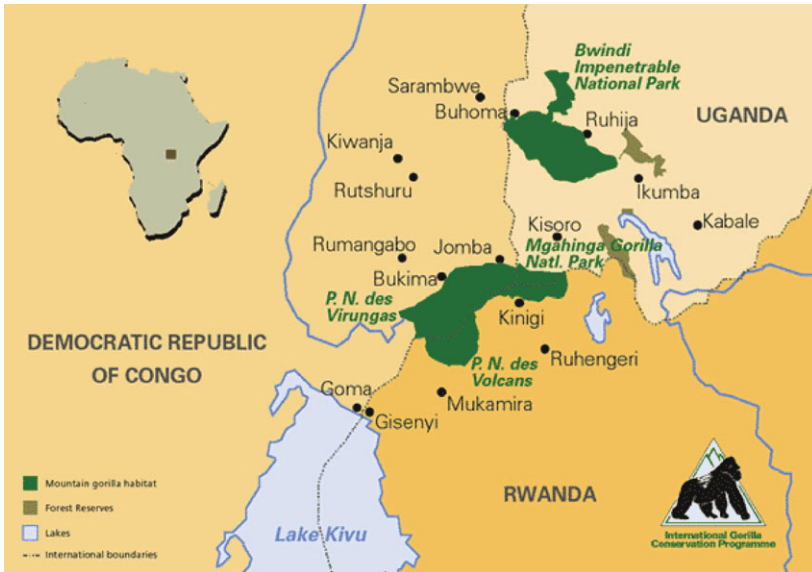 Bwindi
Impenetrable
National Park
Sarambwe
Buhoma
Ruhija
UGANDA
Kiwanja
Rutshuru
Ikumba
Kabale
Kisoro
Rumangabo
Jomba
Mgahinga Gorilla
Natl. Park
Bukima
P. N. des
Virungas
Kinigi
DEMOCRATIC REPUBLIC
OF CONGO
Ruhengeri
P. N. des
Volcans
Goma
Gisenyi
Mukamira
Mountain gorilla habitat
Forest Reserves
Lakes
International boundaries
Lake Kivu
RWANDA
International Gorilla
Conservation Programme